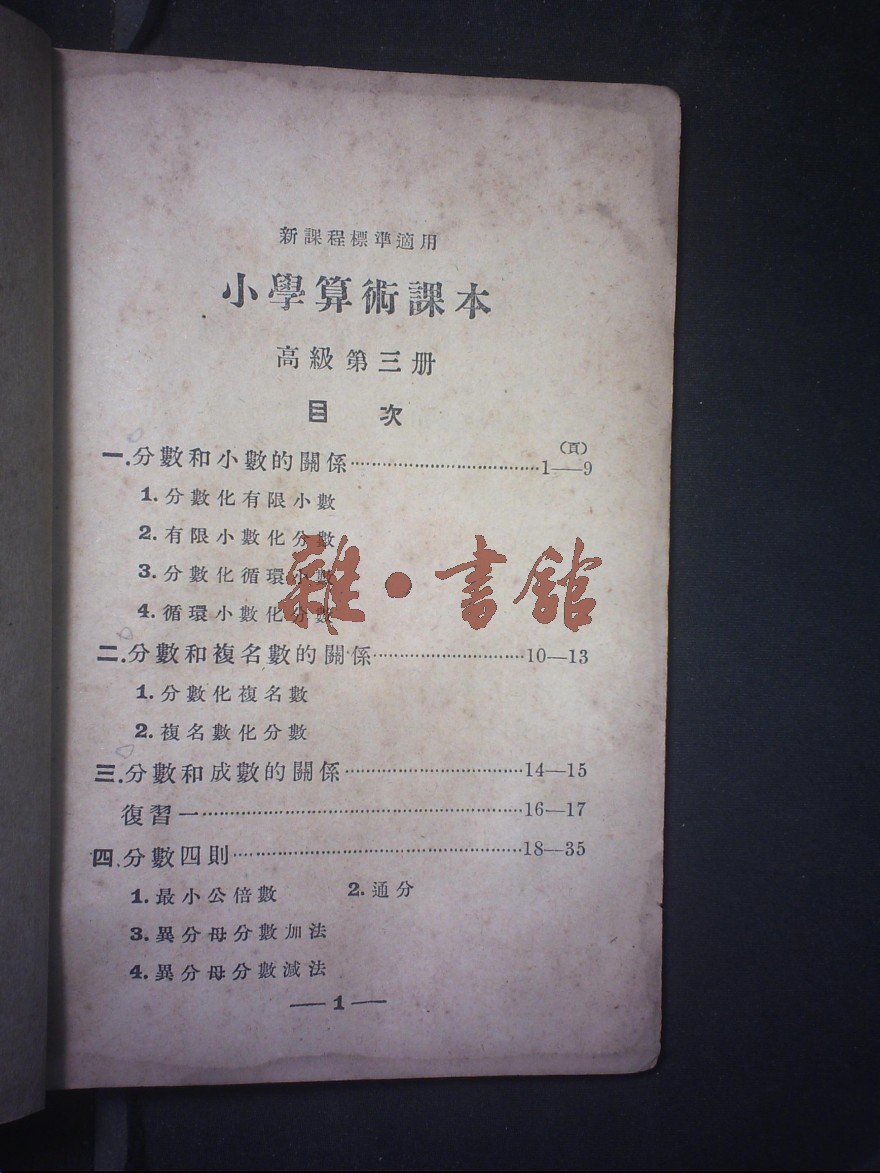 新課程標準適用
小學算術課本
高級第三册
目次
(頁)
一.分數和小數的關係……………………………1—9
1.分數化有限小數
2.有限小數化分數
3.分數化循環小數
4.循環小數化分數
雜·書館
二.分數和複名數的關係…………………………10—13
1.分數化複名數
2.複名數化分數
三.分數和成數的關係……………………………14—15
復習一……………………………………………16—17
四.分數四則………………………………………18—35
1.最小公倍數 2.通分
3.異分母分數加法
4.異分母分數減法
—1—